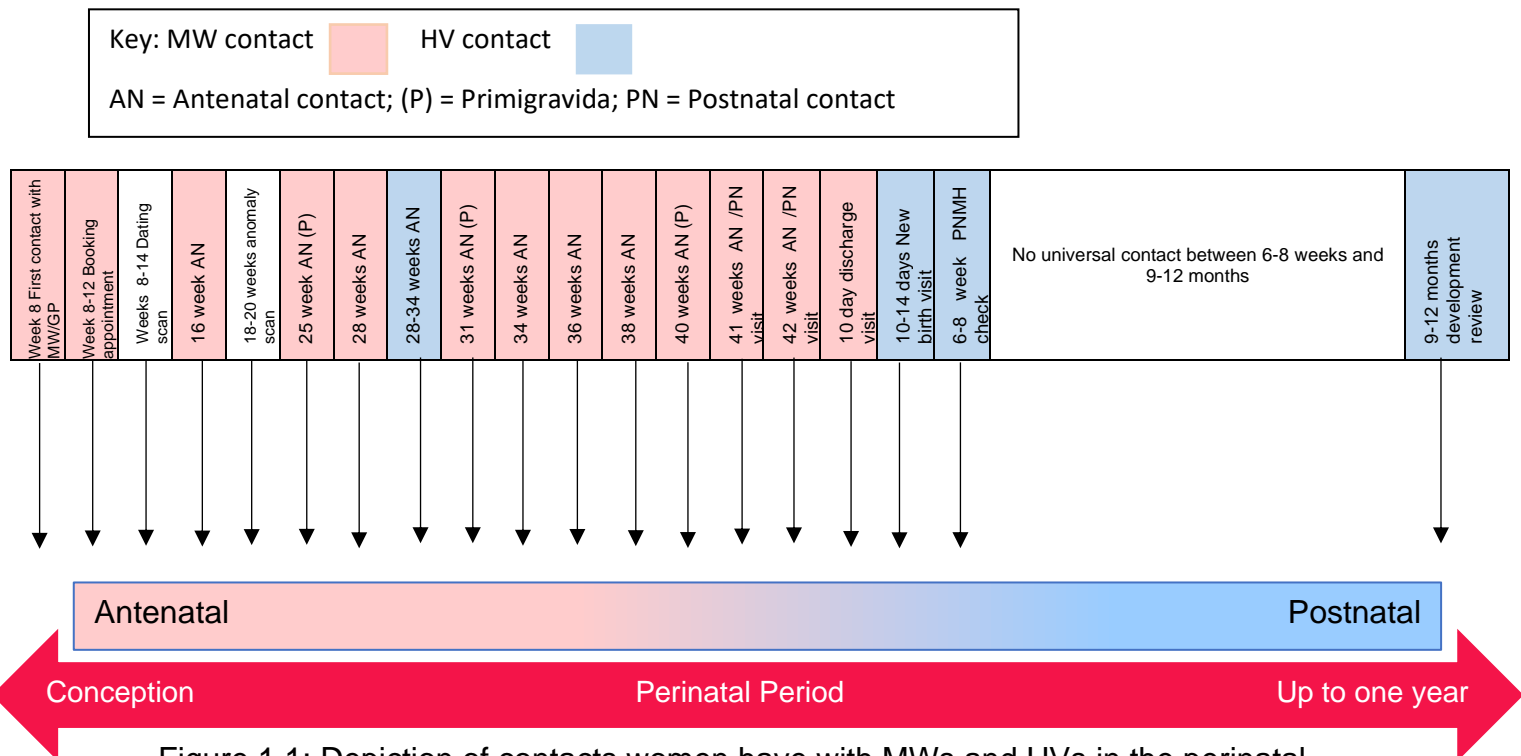 Key: MW contact HV contact
AN = Antenatal contact; (P) = Primigravida; PN = Postnatal contact
Week 8 First contact with
MW/GP
Week 8-12 Booking
appointment
Weeks 8-14 Dating
scan
16 week AN
18-20 weeks anomaly
scan
25 week AN (P)
28 weeks AN
28-34 weeks AN
31 weeks AN (P)
34 weeks AN
36 weeks AN
38 weeks AN
40 weeks AN (P)
41 weeks AN /PN
visit
42 weeks AN /PN
visit
10 day discharge
visit
10-14 days New
birth visit
6-8 week PNMH
check
No universal contact between 6-8 weeks and
9-12 months
9-12 months
development
review
Antenatal Postnatal
Conception Perinatal Period Up to one year
Figure 1.1: Depiction of contacts women have with MWs and HVs in the perinatal